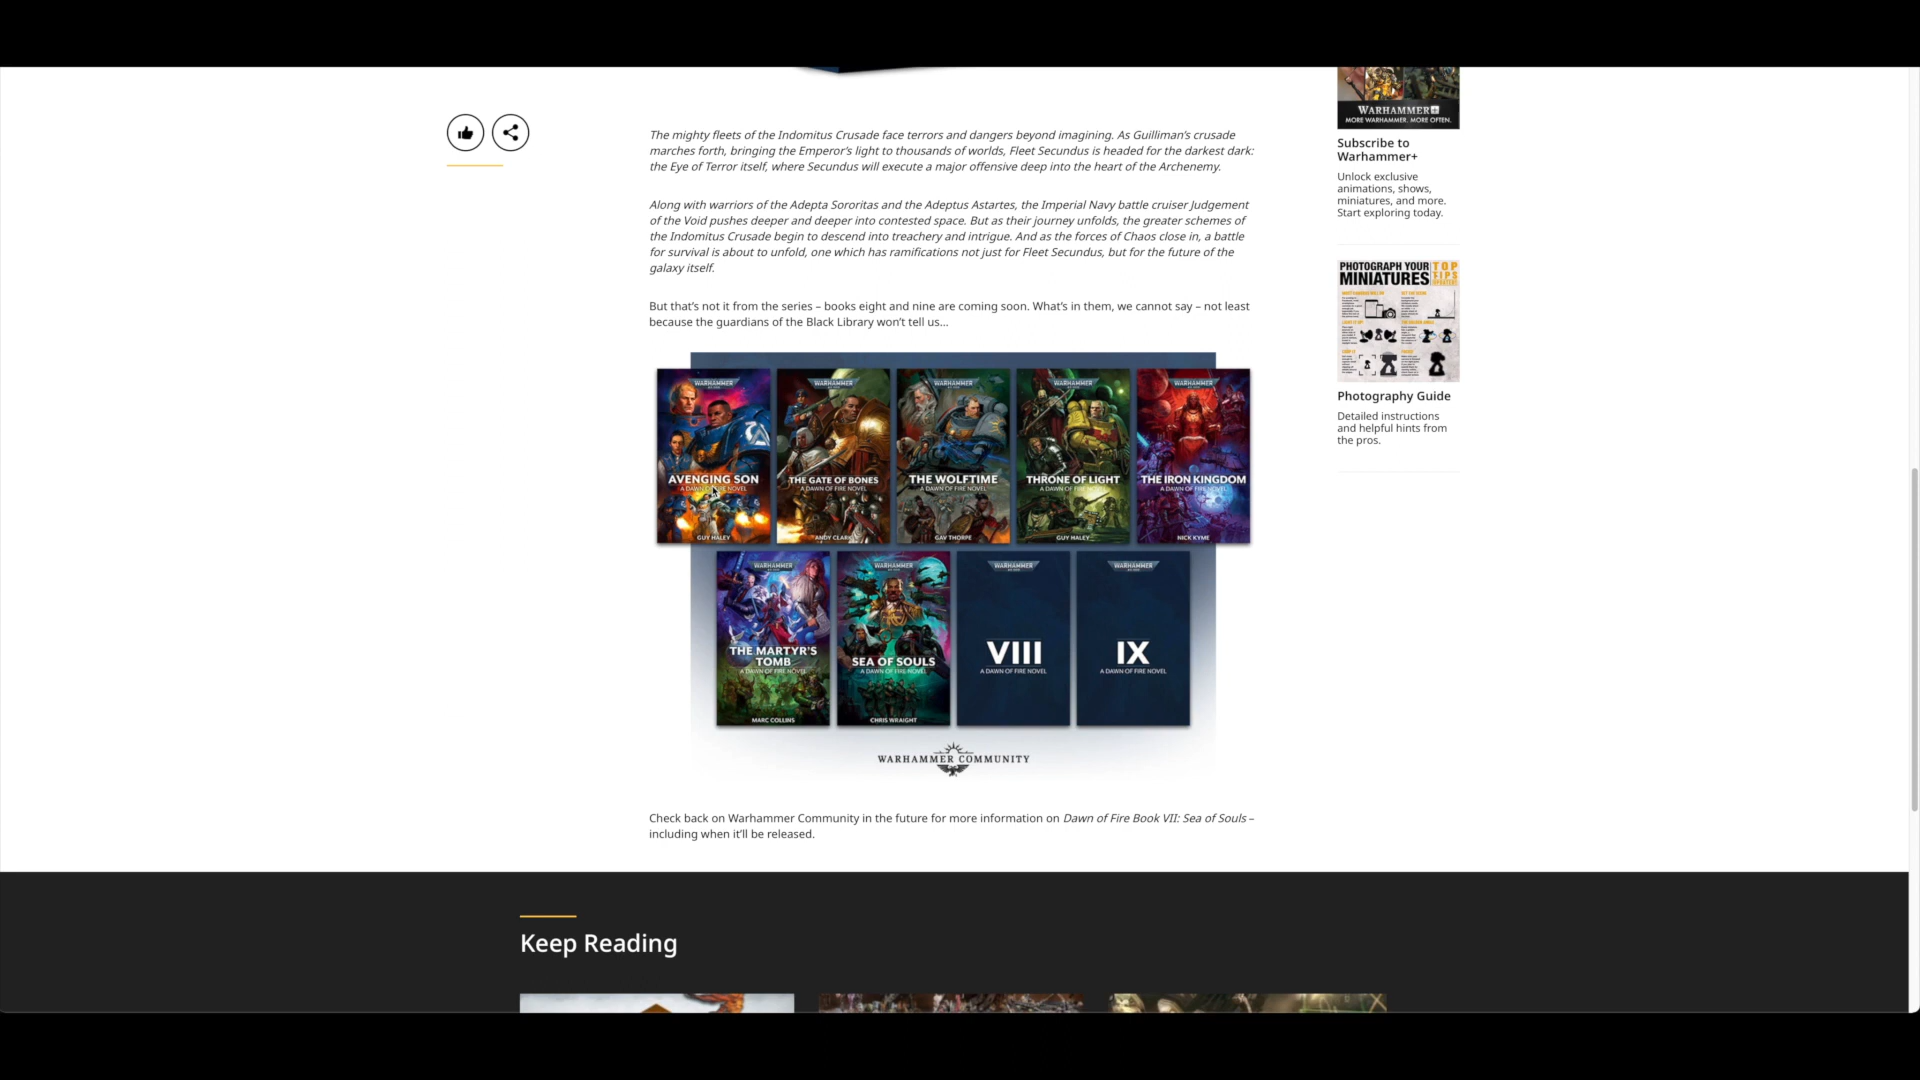 The mighty fleets of the Indomitus Crusade face terrors and dangers beyond imagining. As Guilliman's crusade
marches forth, bringing the Emperor's light to thousands of worlds, Fleet Secundus is headed for the darkest dark:
the Eye of Terror itself, where Secundus will execute a major offensive deep into the heart of the Archenemy.
Along with warriors of the Adepta Sororitas and the Adeptus Astartes, the Imperial Navy battle cruiser Judgement
of the Void pushes deeper and deeper into contested space. But as their journey unfolds, the greater schemes of
the Indomitus Crusade begin to descend into treachery and intrigue. And as the forces of Chaos close in, a battle
for survival is about to unfold, one which has ramifications not just for Fleet Secundus, but for the future of the
galaxy itself.
But that's not it from the series – books eight and nine are coming soon. What's in them, we cannot say – not least
because the guardians of the Black Library won't tell us…
WARHAMMER
AVENGING SON
A DAWN OF FIRE NOVEL
GUY HALEY
WARHAMMER
THE GATE OF BONES
A DAWN OF FIRE NOVEL
ANDY CLARK
WARHAMMER
THE WOLFTIME
A DAWN OF FIRE NOVEL
GAV THORPE
WARHAMMER
THRONE OF LIGHT
A DAWN OF FIRE NOVEL
GUY HALEY
WARHAMMER
THE IRON KINGDOM
A DAWN OF FIRE NOVEL
NICK KYME
WARHAMMER
THE MARTYR'S
TOMB
A DAWN OF FIRE NOVEL
MARC COLLINS
WARHAMMER
SEA OF SOULS
A DAWN OF FIRE NOVEL
CHRIS WRAIGHT
WARHAMMER
VIII
A DAWN OF FIRE NOVEL
WARHAMMER
IX
A DAWN OF FIRE NOVEL
WARHAMMER COMMUNITY
Check back on Warhammer Community in the future for more information on Dawn of Fire Book VII: Sea of Souls –
including when it'll be released.
WARHAMMER+
MORE WARHAMMER. MORE OFTEN.
Subscribe to
Warhammer+
Unlock exclusive
animations, shows,
miniatures, and more.
Start exploring today.
PHOTOGRAPH YOUR
MINIATURES
TOP
TIPS
Photography Guide
Detailed instructions
and helpful hints from
the pros.
Keep Reading